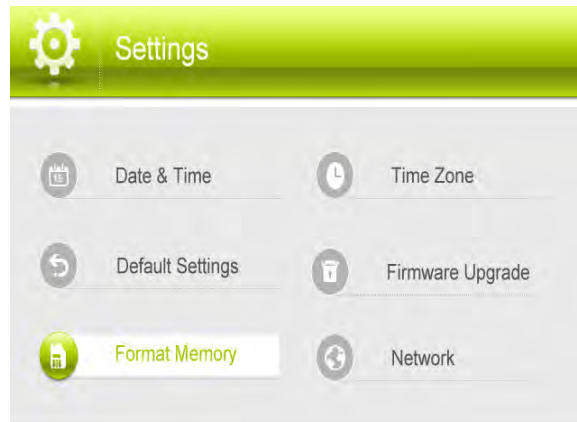 Settings
Date & Time
Time Zone
Default Settings
Firmware Upgrade
Format Memory
Network